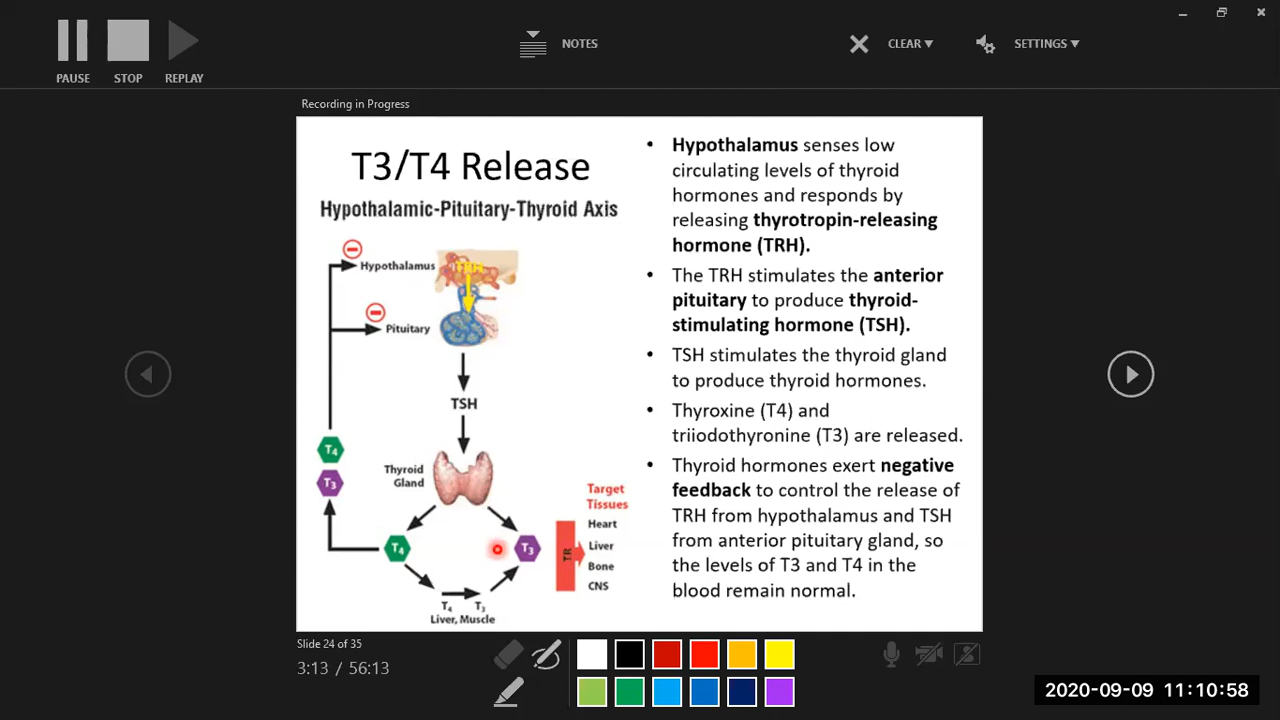 PAUSE
STOP
REPLAY
NOTES
CLEAR
SETTINGS
Recording in Progress
T3/T4 Release
Hypothalamic-Pituitary-Thyroid Axis
Hypothalamus
TRH
Pituitary
TSH
T4
T3
Thyroid
Gland
T4
T3
TR
Target
Tissues
Heart
Liver
Bone
CNS
T4 T3
Liver, Muscle
• Hypothalamus senses low
circulating levels of thyroid
hormones and responds by
releasing thyrotropin-releasing
hormone (TRH).
• The TRH stimulates the anterior
pituitary to produce thyroid-
stimulating hormone (TSH).
• TSH stimulates the thyroid gland
to produce thyroid hormones.
• Thyroxine (T4) and
triiodothyronine (T3) are released.
• Thyroid hormones exert negative
feedback to control the release of
TRH from hypothalamus and TSH
from anterior pituitary gland, so
the levels of T3 and T4 in the
blood remain normal.
Slide 24 of 35
3:13 / 56:13
2020-09-09 11:10:58